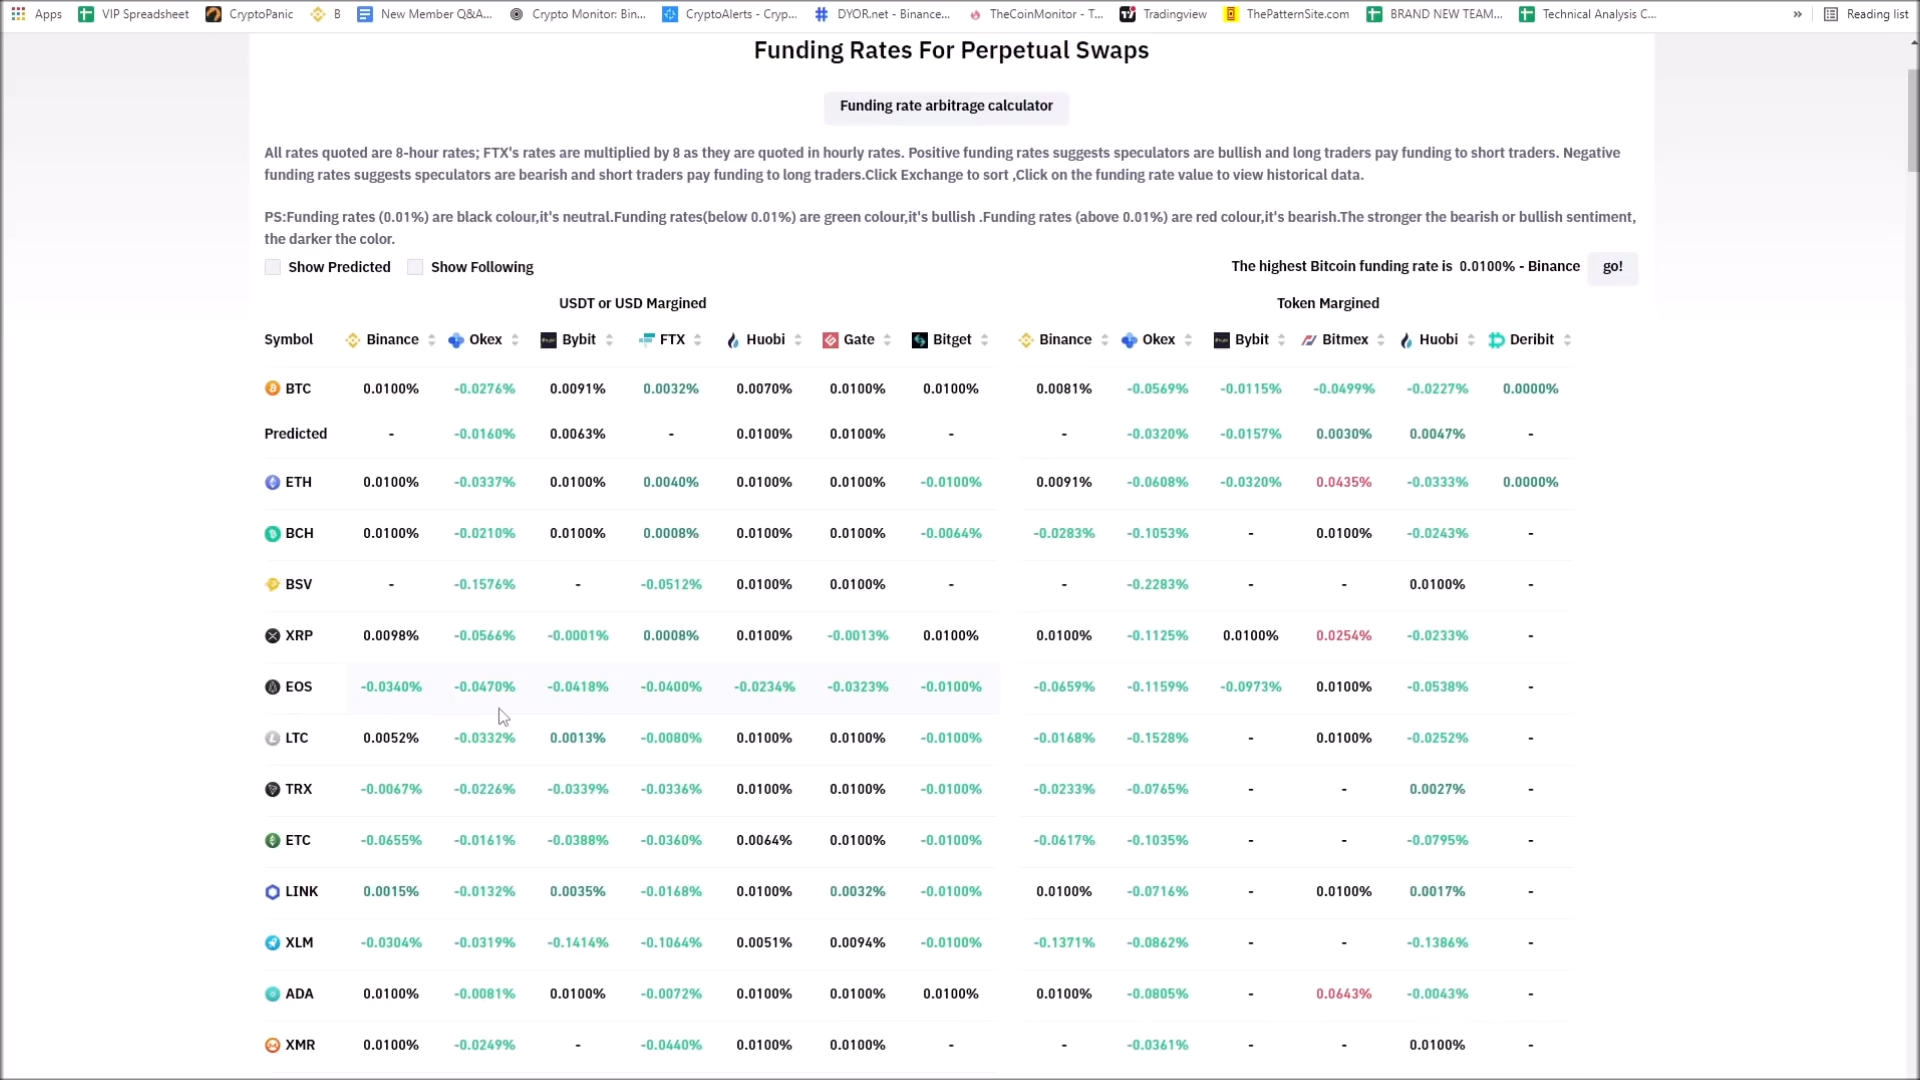 Apps VIP Spreadsheet CryptoPanic B New Member Q&A... Crypto Monitor: Bin... CryptoAlerts - Cryp... DYOR.net - Binance... TheCoinMonitor - T... Tradingview ThePatternSite.com BRAND NEW TEAM... Technical Analysis C... » Reading list
Funding Rates For Perpetual Swaps
Funding rate arbitrage calculator
All rates quoted are 8-hour rates; FTX's rates are multiplied by 8 as they are quoted in hourly rates. Positive funding rates suggests speculators are bullish and long traders pay funding to short traders. Negative
funding rates suggests speculators are bearish and short traders pay funding to long traders.Click Exchange to sort ,Click on the funding rate value to view historical data.
PS:Funding rates (0.01%) are black colour,it's neutral.Funding rates(below 0.01%) are green colour,it's bullish .Funding rates (above 0.01%) are red colour,it's bearish.The stronger the bearish or bullish sentiment,
the darker the color.
Show Predicted Show Following The highest Bitcoin funding rate is 0.0100% - Binance go!
USDT or USD Margined Token Margined
Symbol Binance Okex Bybit FTX Huobi Gate Bitget Binance Okex Bybit Bitmex Huobi Deribit
BTC 0.0100% -0.0276% 0.0091% 0.0032% 0.0070% 0.0100% 0.0100% 0.0081% -0.0569% -0.0115% -0.0499% -0.0227% 0.0000%
Predicted - -0.0160% 0.0063% - 0.0100% 0.0100% - - -0.0320% -0.0157% 0.0030% 0.0047% -
ETH 0.0100% -0.0337% 0.0100% 0.0040% 0.0100% 0.0100% -0.0100% 0.0091% -0.0608% -0.0320% 0.0435% -0.0333% 0.0000%
BCH 0.0100% -0.0210% 0.0100% 0.0008% 0.0100% 0.0100% -0.0064% -0.0283% -0.1053% - 0.0100% -0.0243% -
BSV - -0.1576% - -0.0512% 0.0100% 0.0100% - - -0.2283% - - 0.0100% -
XRP 0.0098% -0.0566% -0.0001% 0.0008% 0.0100% -0.0013% 0.0100% 0.0100% -0.1125% 0.0100% 0.0254% -0.0233% -
EOS -0.0340% -0.0470% -0.0418% -0.0400% -0.0234% -0.0323% -0.0100% -0.0659% -0.1159% -0.0973% 0.0100% -0.0538% -
LTC 0.0052% -0.0332% 0.0013% -0.0080% 0.0100% 0.0100% -0.0100% -0.0168% -0.1528% - 0.0100% -0.0252% -
TRX -0.0067% -0.0226% -0.0339% -0.0336% 0.0100% 0.0100% -0.0100% -0.0233% -0.0765% - - 0.0027% -
ETC -0.0655% -0.0161% -0.0388% -0.0360% 0.0064% 0.0100% -0.0100% -0.0617% -0.1035% - - -0.0795% -
LINK 0.0015% -0.0132% 0.0035% -0.0168% 0.0100% 0.0032% -0.0100% 0.0100% -0.0716% - 0.0100% 0.0017% -
XLM -0.0304% -0.0319% -0.1414% -0.1064% 0.0051% 0.0094% -0.0100% -0.1371% -0.0862% - - -0.1386% -
ADA 0.0100% -0.0081% 0.0100% -0.0072% 0.0100% 0.0100% 0.0100% 0.0100% -0.0805% - 0.0643% -0.0043% -
XMR 0.0100% -0.0249% - -0.0440% 0.0100% 0.0100% - - -0.0361% - - 0.0100% -